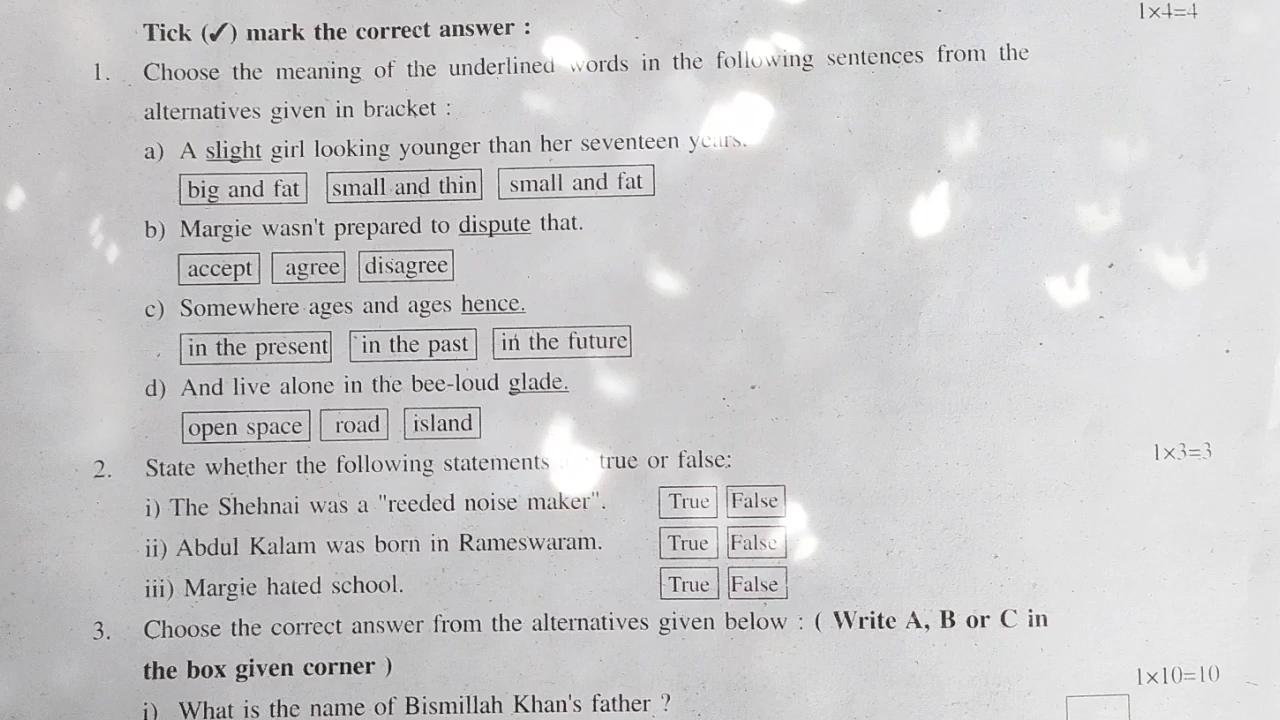 1×4=4
Tick (✓) mark the correct answer :
1. Choose the meaning of the underlined words in the following sentences from the
alternatives given in bracket :
a) A slight girl looking younger than her seventeen years.
big and fat small and thin small and fat
b) Margie wasn't prepared to dispute that.
accept agree disagree
c) Somewhere ages and ages hence.
in the present in the past in the future
d) And live alone in the bee-loud glade.
open space road island
2. State whether the following statements true or false: 1×3=3
i) The Shehnai was a "reeded noise maker". True False
ii) Abdul Kalam was born in Rameswaram. True False
iii) Margie hated school. True False
3. Choose the correct answer from the alternatives given below : ( Write A, B or C in
the box given corner ) 1×10=10
i) What is the name of Bismillah Khan's father ?